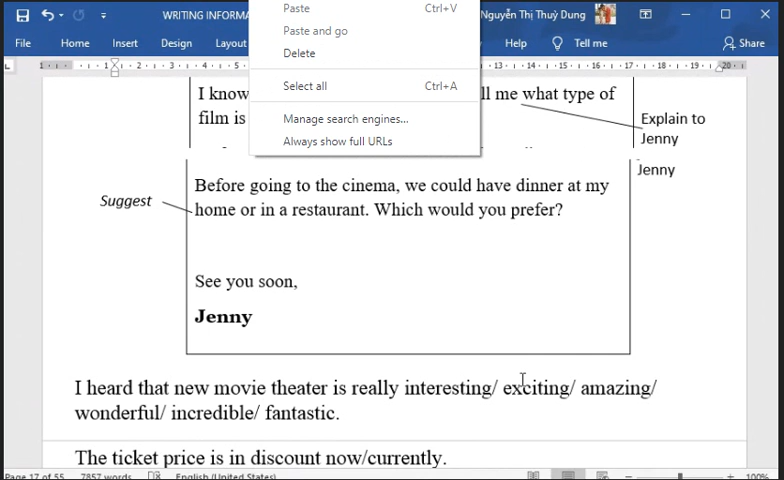 Paste Ctrl+V
WRITING INFORMA
Nguyễn Thị Thuỳ Dung
Paste and go
File Home Insert Design Layout
Help Tell me Share
Delete
Select all Ctrl+A
Manage search engines...
Always show full URLs
I know ll me what type of
film is
Explain to
Jenny
Jenny
Suggest
Before going to the cinema, we could have dinner at my
home or in a restaurant. Which would you prefer?
See you soon,
Jenny
I heard that new movie theater is really interesting/ exciting/ amazing/
wonderful/ incredible/ fantastic.
The ticket price is in discount now/currently.
Page 17 of 55 7857 words English (United States) 100%